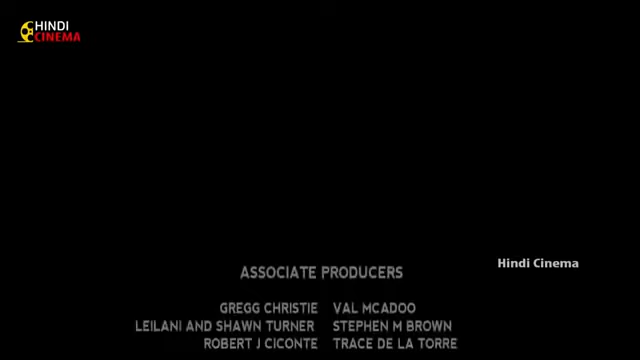 HINDI
CINEMA
Hindi Cinema
ASSOCIATE PRODUCERS
GREGG CHRISTIE VAL MCADOO
LEILANI AND SHAWN TURNER STEPHEN M BROWN
ROBERT J CICONTE TRACE DE LA TORRE